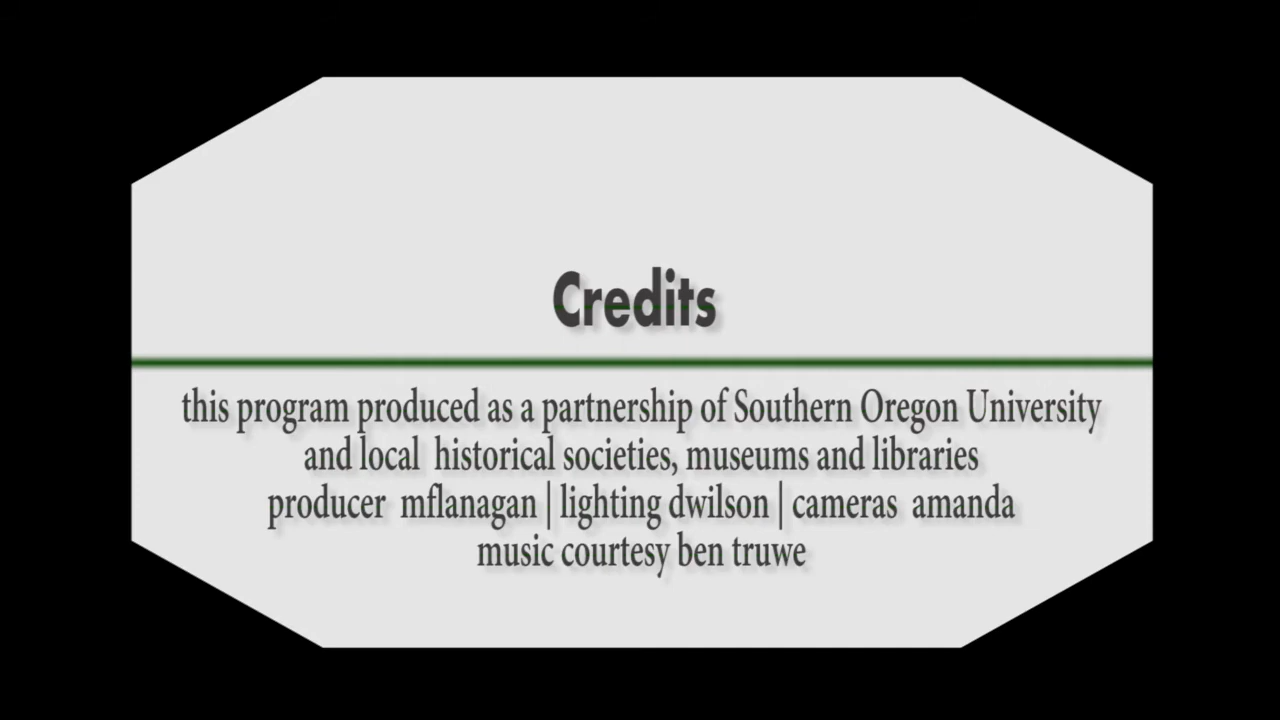 Credits
this program produced as a partnership of Southern Oregon University
and local historical societies, museums and libraries
producer mflanagan | lighting dwilson | cameras amanda
music courtesy ben truwe